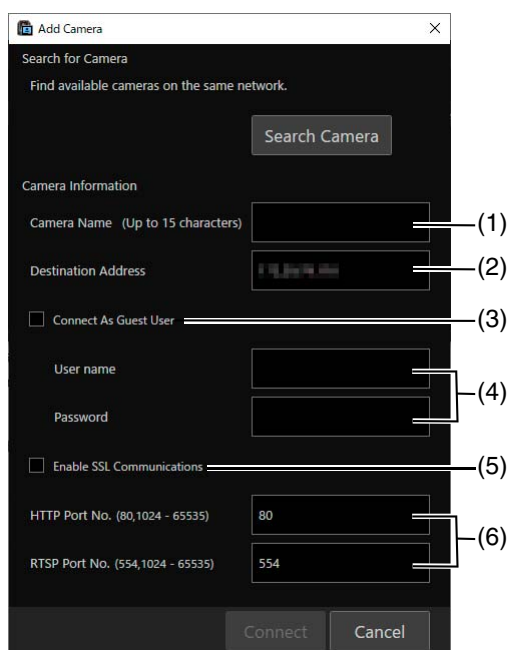 Add Camera
Search for Camera
Find available cameras on the same network.
Search Camera
Camera Information
Camera Name (Up to 15 characters) (1)
Destination Address (2)
Connect As Guest User (3)
User name
(4)
Password
Enable SSL Communications (5)
HTTP Port No. (80,1024 - 65535) 80
(6)
RTSP Port No. (554,1024 - 65535) 554
Connect Cancel